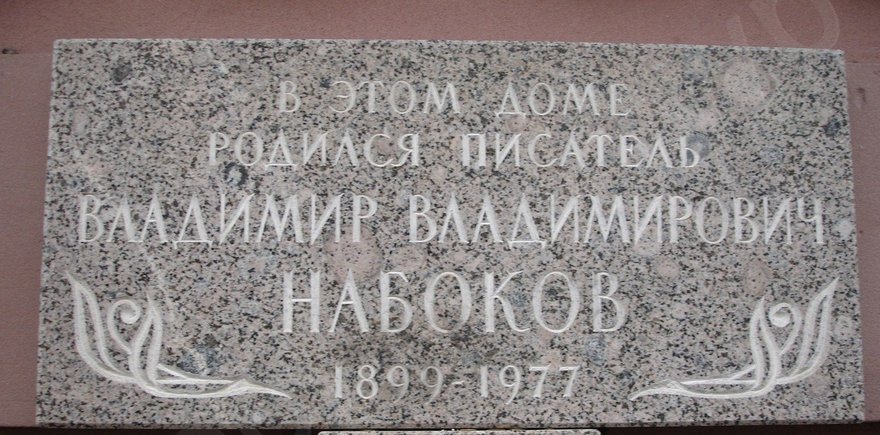 В ЭТОМ ДОМЕ
РОДИЛСЯ ПИСАТЕЛЬ
ВЛАДИМИР ВЛАДИМИРОВИЧ
НАБОКОВ
1899-1977